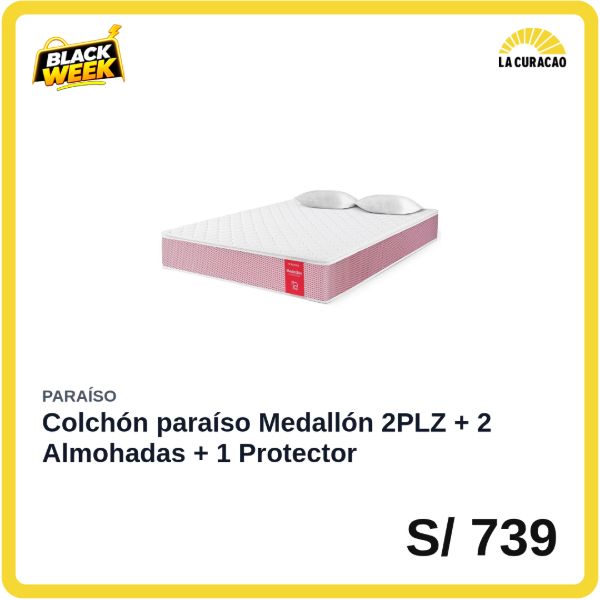 BLACK
WEEK
LA CURACAO
PARAÍSO
Colchón paraíso Medallón 2PLZ + 2
Almohadas + 1 Protector
S/ 739